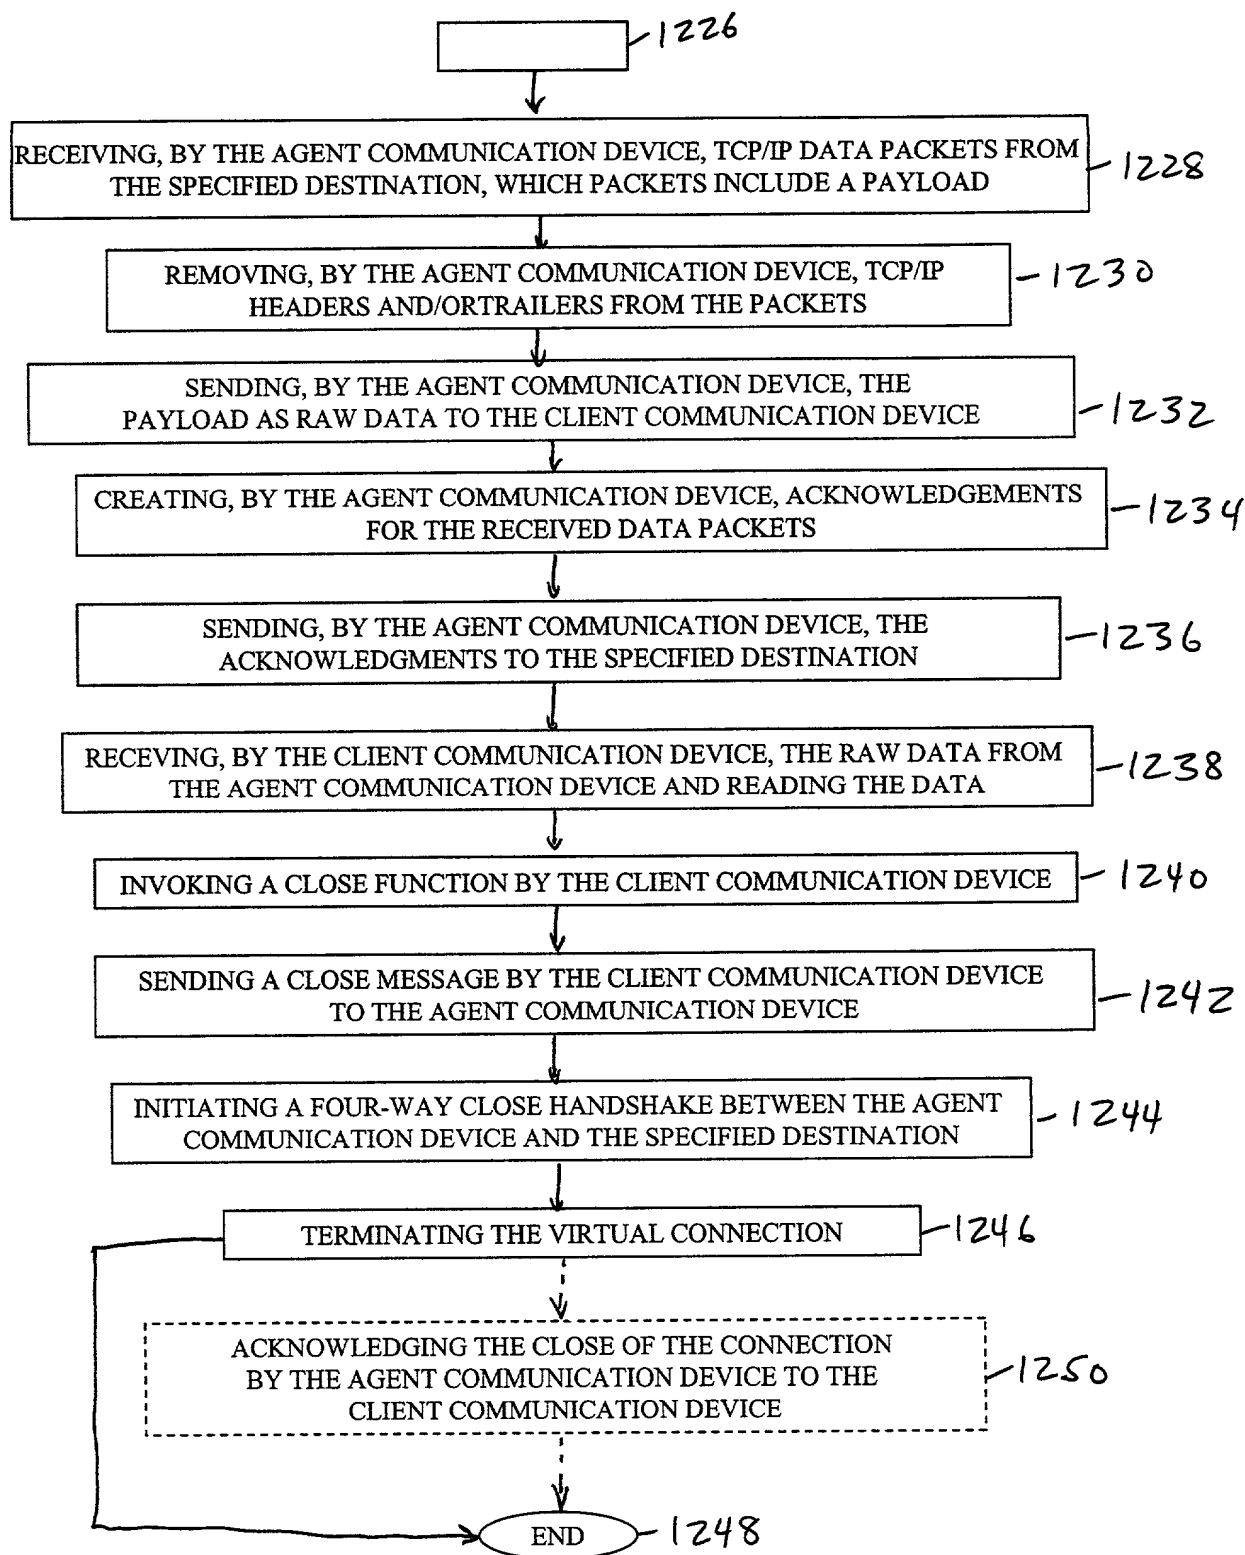 1226
RECEIVING, BY THE AGENT COMMUNICATION DEVICE, TCP/IP DATA PACKETS FROM
THE SPECIFIED DESTINATION, WHICH PACKETS INCLUDE A PAYLOAD
1228
REMOVING, BY THE AGENT COMMUNICATION DEVICE, TCP/IP
HEADERS AND/ORTRAILERS FROM THE PACKETS
1230
SENDING, BY THE AGENT COMMUNICATION DEVICE, THE
PAYLOAD AS RAW DATA TO THE CLIENT COMMUNICATION DEVICE
1232
CREATING, BY THE AGENT COMMUNICATION DEVICE, ACKNOWLEDGEMENTS
FOR THE RECEIVED DATA PACKETS
1234
SENDING, BY THE AGENT COMMUNICATION DEVICE, THE
ACKNOWLEDGMENTS TO THE SPECIFIED DESTINATION
1236
RECEVING, BY THE CLIENT COMMUNICATION DEVICE, THE RAW DATA FROM
THE AGENT COMMUNICATION DEVICE AND READING THE DATA
1238
INVOKING A CLOSE FUNCTION BY THE CLIENT COMMUNICATION DEVICE
1240
SENDING A CLOSE MESSAGE BY THE CLIENT COMMUNICATION DEVICE
TO THE AGENT COMMUNICATION DEVICE
1242
INITIATING A FOUR-WAY CLOSE HANDSHAKE BETWEEN THE AGENT
COMMUNICATION DEVICE AND THE SPECIFIED DESTINATION
1244
TERMINATING THE VIRTUAL CONNECTION
1246
ACKNOWLEDGING THE CLOSE OF THE CONNECTION
BY THE AGENT COMMUNICATION DEVICE TO THE
CLIENT COMMUNICATION DEVICE
1250
END
1248